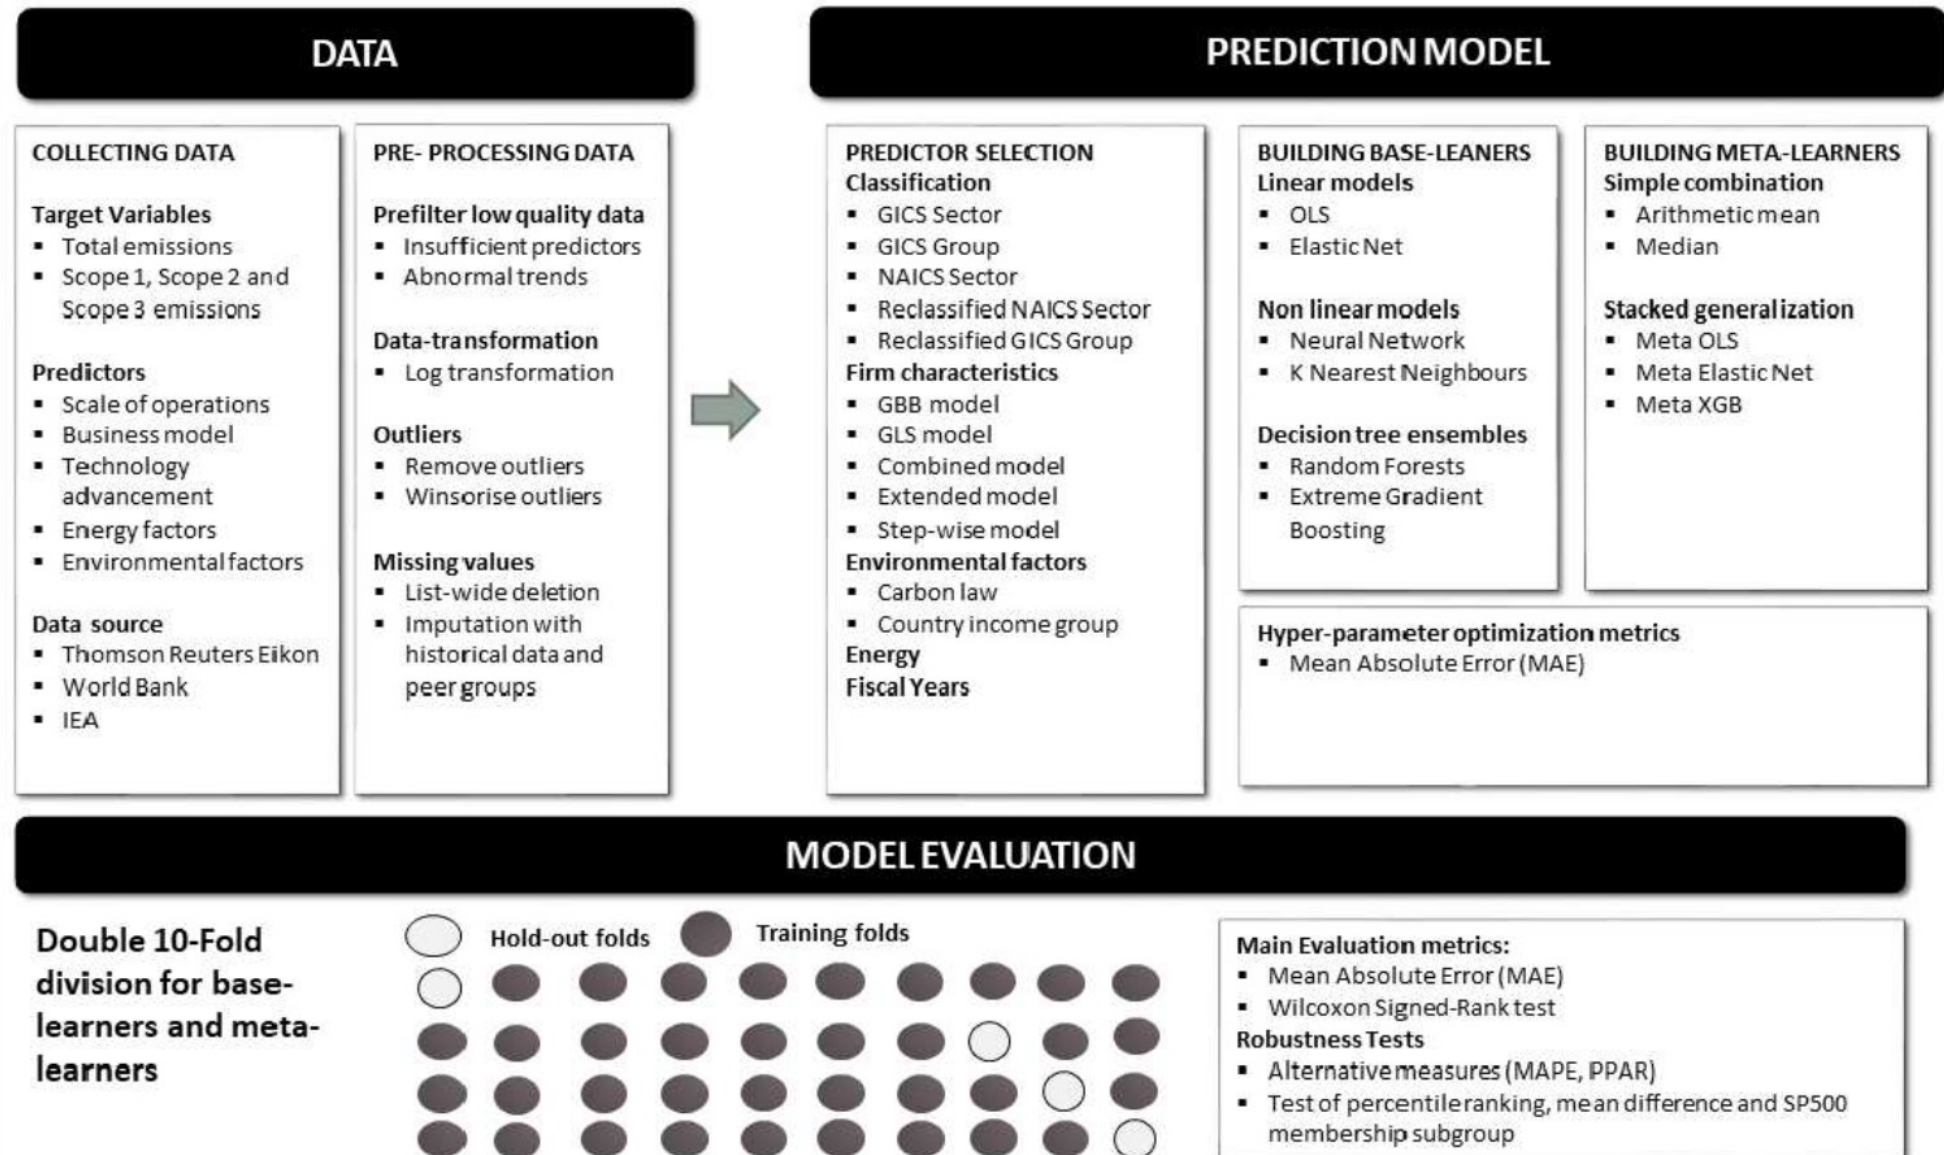 DATA
PREDICTION MODEL
COLLECTING DATA
Target Variables
▪ Total emissions
▪ Scope 1, Scope 2 and
Scope 3 emissions
Predictors
▪ Scale of operations
▪ Business model
▪ Technology
advancement
▪ Energy factors
▪ Environmental factors
Data source
▪ Thomson Reuters Eikon
▪ World Bank
▪ IEA
PRE- PROCESSING DATA
Prefilter low quality data
▪ Insufficient predictors
▪ Abnormal trends
Data-transformation
▪ Log transformation
Outliers
▪ Remove outliers
▪ Winsorise outliers
Missing values
▪ List-wide deletion
▪ Imputation with
historical data and
peer groups
PREDICTOR SELECTION
Classification
▪ GICS Sector
▪ GICS Group
▪ NAICS Sector
▪ Reclassified NAICS Sector
▪ Reclassified GICS Group
Firm characteristics
▪ GBB model
▪ GLS model
▪ Combined model
▪ Extended model
▪ Step-wise model
Environmental factors
▪ Carbon law
▪ Country income group
Energy
Fiscal Years
BUILDING BASE-LEANERS
Linear models
▪ OLS
▪ Elastic Net
Non linear models
▪ Neural Network
▪ K Nearest Neighbours
Decision tree ensembles
▪ Random Forests
▪ Extreme Gradient
Boosting
BUILDING META-LEARNERS
Simple combination
▪ Arithmetic mean
▪ Median
Stacked generalization
▪ Meta OLS
▪ Meta Elastic Net
▪ Meta XGB
Hyper-parameter optimization metrics
▪ Mean Absolute Error (MAE)
MODEL EVALUATION
Double 10-Fold
division for base-
learners and meta-
learners
Hold-out folds
Training folds
Main Evaluation metrics:
▪ Mean Absolute Error (MAE)
▪ Wilcoxon Signed-Rank test
Robustness Tests
▪ Alternative measures (MAPE, PPAR)
▪ Test of percentile ranking, mean difference and SP500
membership subgroup